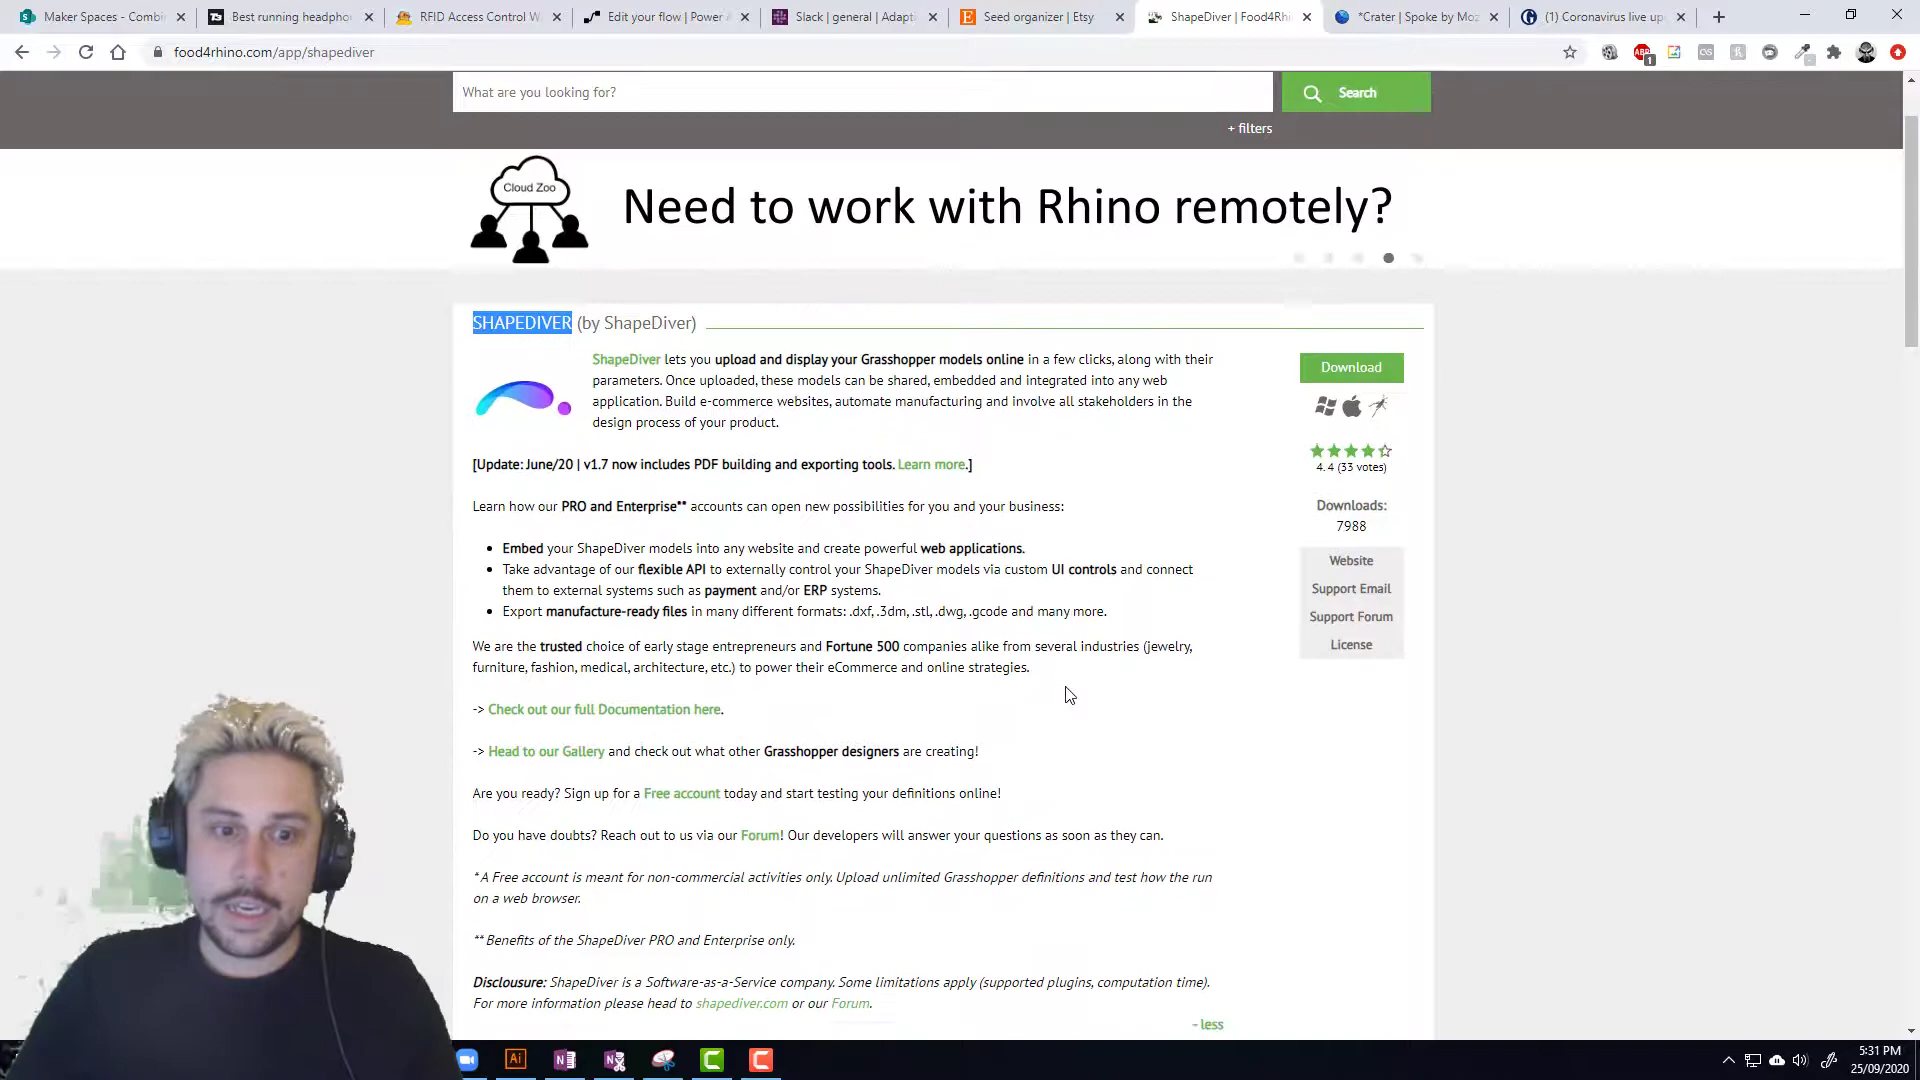 Maker Spaces - Combi
Best running headpho
RFID Access Control W
Edit your flow | Power A
Slack | general | Adapt
Seed organizer | Etsy
ShapeDiver | Food4Rhi
*Crater | Spoke by Moz
(1) Coronavirus live up
food4rhino.com/app/shapediver
What are you looking for?
Search
+ filters
Cloud Zoo
Need to work with Rhino remotely?
SHAPEDIVER (by ShapeDiver)
ShapeDiver lets you upload and display your Grasshopper models online in a few clicks, along with their
parameters. Once uploaded, these models can be shared, embedded and integrated into any web
application. Build e-commerce websites, automate manufacturing and involve all stakeholders in the
design process of your product.
Download
4.4 (33 votes)
[Update: June/20 | v1.7 now includes PDF building and exporting tools. Learn more.]
Learn how our PRO and Enterprise** accounts can open new possibilities for you and your business:
Downloads:
7988
• Embed your ShapeDiver models into any website and create powerful web applications.
• Take advantage of our flexible API to externally control your ShapeDiver models via custom UI controls and connect
them to external systems such as payment and/or ERP systems.
• Export manufacture-ready files in many different formats: .dxf, .3dm, .stl, .dwg, .gcode and many more.
Website
Support Email
Support Forum
License
We are the trusted choice of early stage entrepreneurs and Fortune 500 companies alike from several industries (jewelry,
furniture, fashion, medical, architecture, etc.) to power their eCommerce and online strategies.
-> Check out our full Documentation here.
-> Head to our Gallery and check out what other Grasshopper designers are creating!
Are you ready? Sign up for a Free account today and start testing your definitions online!
Do you have doubts? Reach out to us via our Forum! Our developers will answer your questions as soon as they can.
* A Free account is meant for non-commercial activities only. Upload unlimited Grasshopper definitions and test how the run
on a web browser.
** Benefits of the ShapeDiver PRO and Enterprise only.
Disclousure: ShapeDiver is a Software-as-a-Service company. Some limitations apply (supported plugins, computation time).
For more information please head to shapediver.com or our Forum.
- less
5:31 PM
25/09/2020